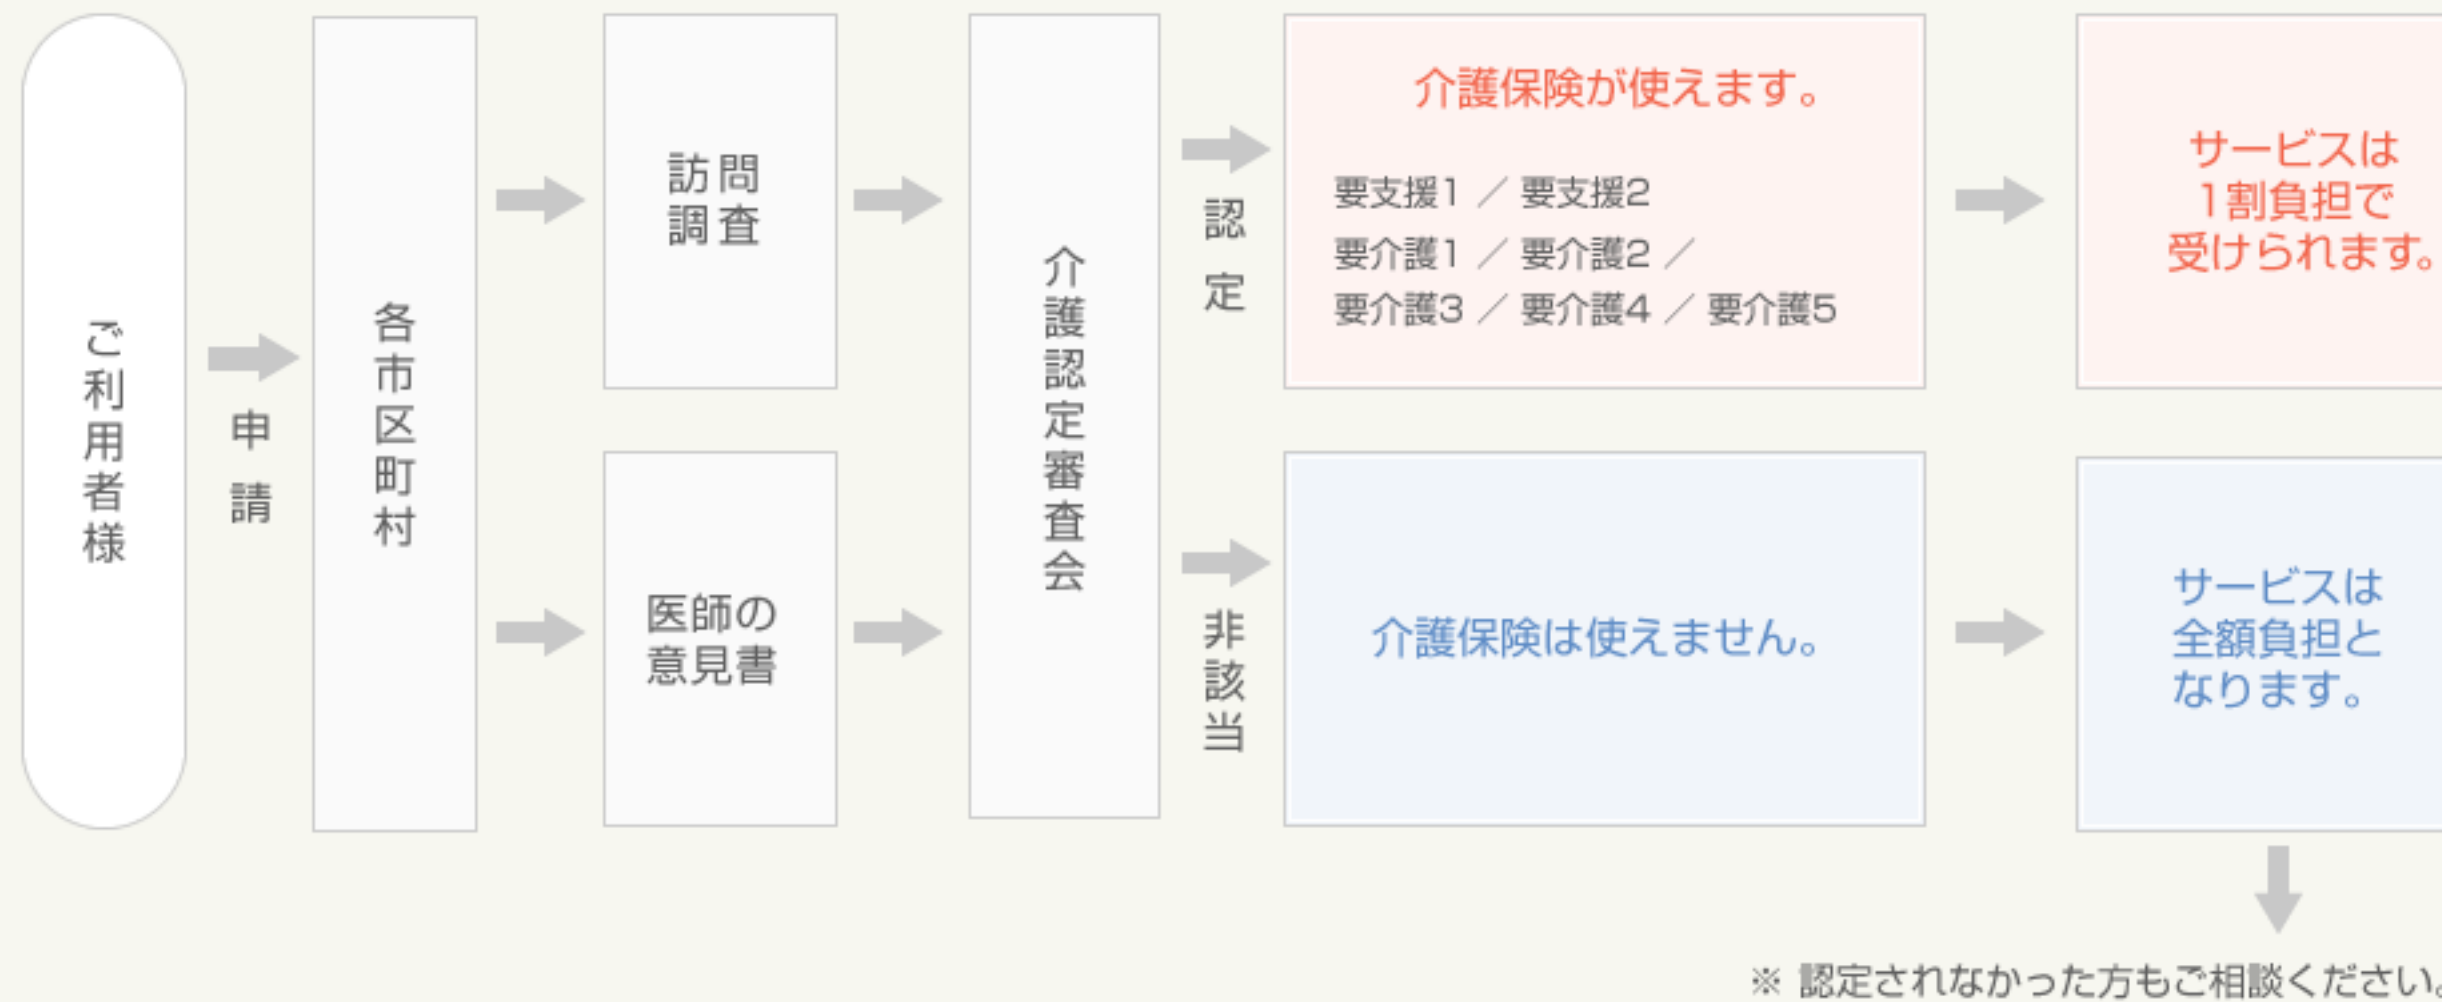 ご利用者様
申請
各市区町村
訪問
調査
医師の
意見書
介護認定審査会
認定
介護保険が使えます。
要支援1 ／ 要支援2
要介護1 ／ 要介護2 ／
要介護3 ／ 要介護4 ／ 要介護5
サービスは
1割負担で
受けられます。
非該当
介護保険は使えません。
サービスは
全額負担と
なります。
※ 認定されなかった方もご相談ください。